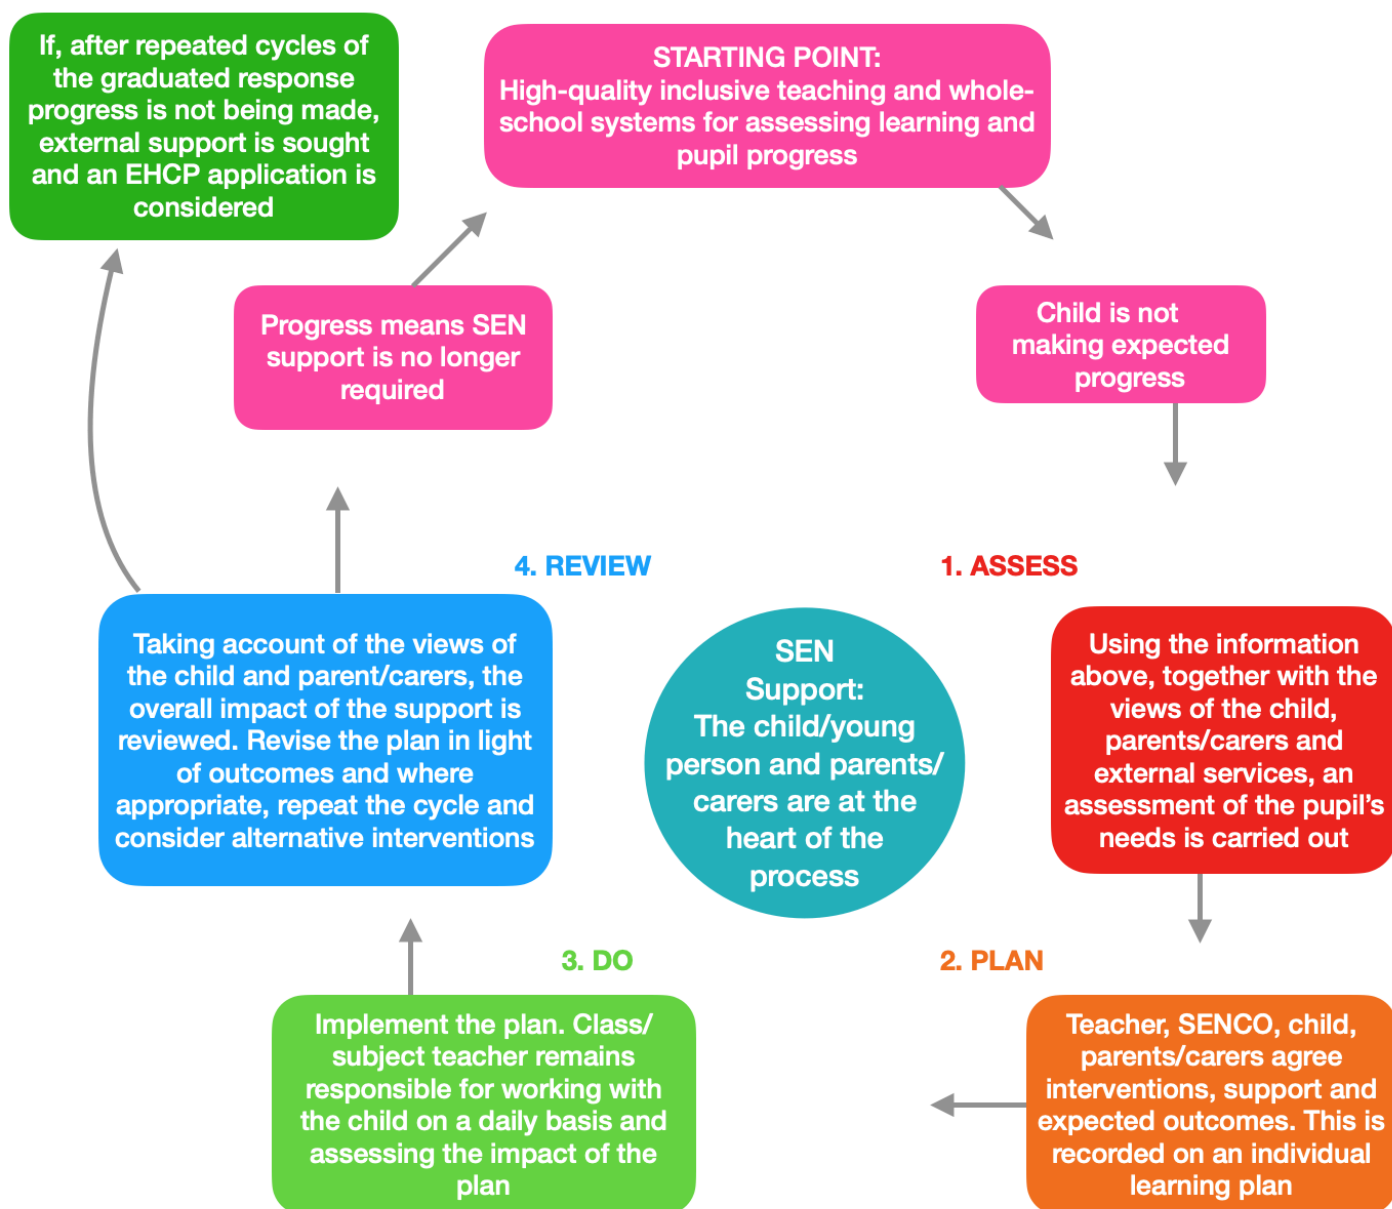 If, after repeated cycles of
the graduated response
progress is not being made,
external support is sought
and an EHCP application is
considered
STARTING POINT:
High-quality inclusive teaching and whole-
school systems for assessing learning and
pupil progress
Progress means SEN
support is no longer
required
Child is not
making expected
progress
4. REVIEW
1. ASSESS
Taking account of the views of
the child and parent/carers, the
overall impact of the support is
reviewed. Revise the plan in light
of outcomes and where
appropriate, repeat the cycle and
consider alternative interventions
SEN
Support:
The child/young
person and parents/
carers are at the
heart of the
process
Using the information
above, together with the
views of the child,
parents/carers and
external services, an
assessment of the pupil's
needs is carried out
3. DO
2. PLAN
Implement the plan. Class/
subject teacher remains
responsible for working with
the child on a daily basis and
assessing the impact of the
plan
Teacher, SENCO, child,
parents/carers agree
interventions, support and
expected outcomes. This is
recorded on an individual
learning plan